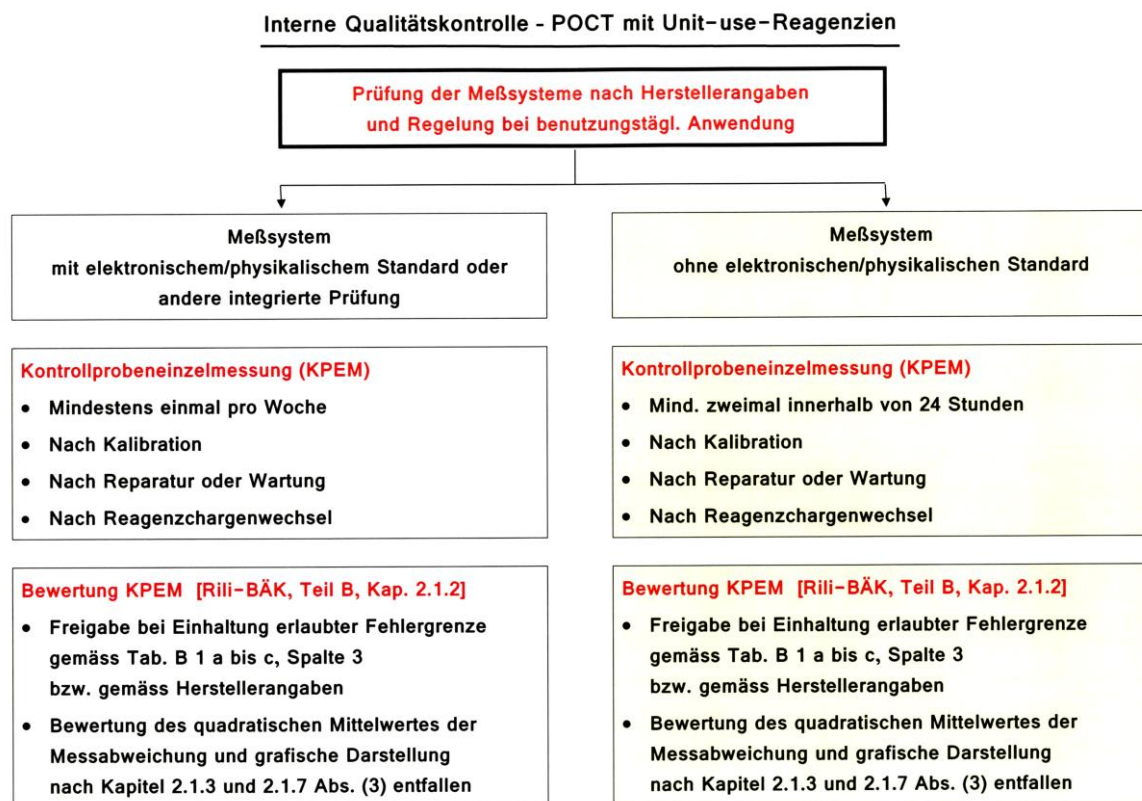 Interne Qualitätskontrolle - POCT mit Unit-use-Reagenzien
Prüfung der Meßsysteme nach Herstellerangaben
und Regelung bei benutzungstägl. Anwendung
Meßsystem
mit elektronischem/physikalischem Standard oder
andere integrierte Prüfung
Kontrollprobeneinzelmessung (KPEM)
• Mindestens einmal pro Woche
• Nach Kalibration
• Nach Reparatur oder Wartung
• Nach Reagenzchargenwechsel
Bewertung KPEM [Rili-BÄK, Teil B, Kap. 2.1.2]
• Freigabe bei Einhaltung erlaubter Fehlergrenze
gemäss Tab. B 1 a bis c, Spalte 3
bzw. gemäss Herstellerangaben
• Bewertung des quadratischen Mittelwertes der
Messabweichung und grafische Darstellung
nach Kapitel 2.1.3 und 2.1.7 Abs. (3) entfallen
Meßsystem
ohne elektronischen/physikalischen Standard
Kontrollprobeneinzelmessung (KPEM)
• Mind. zweimal innerhalb von 24 Stunden
• Nach Kalibration
• Nach Reparatur oder Wartung
• Nach Reagenzchargenwechsel
Bewertung KPEM [Rili-BÄK, Teil B, Kap. 2.1.2]
• Freigabe bei Einhaltung erlaubter Fehlergrenze
gemäss Tab. B 1 a bis c, Spalte 3
bzw. gemäss Herstellerangaben
• Bewertung des quadratischen Mittelwertes der
Messabweichung und grafische Darstellung
nach Kapitel 2.1.3 und 2.1.7 Abs. (3) entfallen